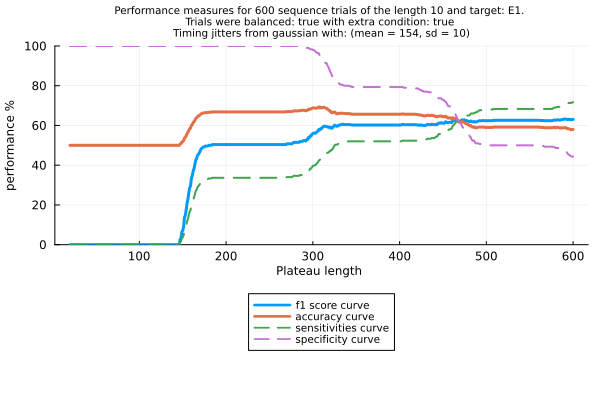 Performance measures for 600 sequence trials of the length 10 and target: E1.
Trials were balanced: true with extra condition: true
Timing jitters from gaussian with: (mean = 154, sd = 10)
100
80
60
40
20
0
performance %
100 200 300 400 500 600
Plateau length
f1 score curve
accuracy curve
sensitivities curve
specificity curve